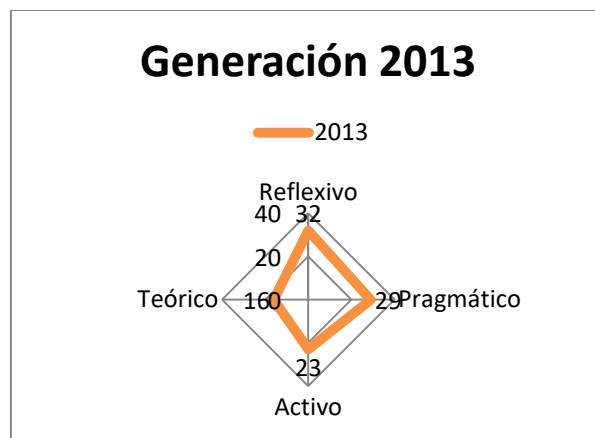 Generación 2013
2013
Reflexivo
40 32
20
Teórico 16 0 29 Pragmático
23
Activo